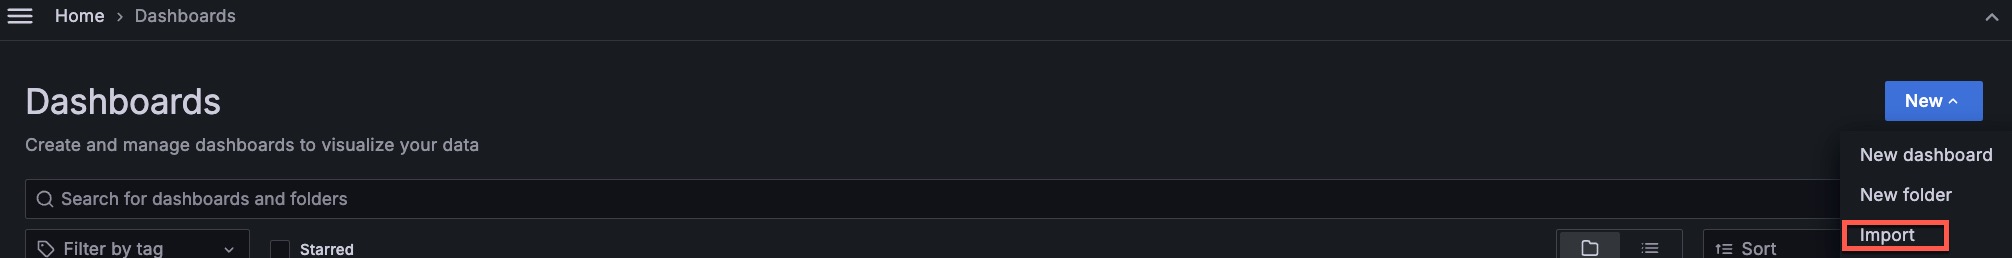 Home › Dashboards
Dashboards
New
Create and manage dashboards to visualize your data
New dashboard
Search for dashboards and folders
New folder
Filter by tag
Starred
Sort
Import